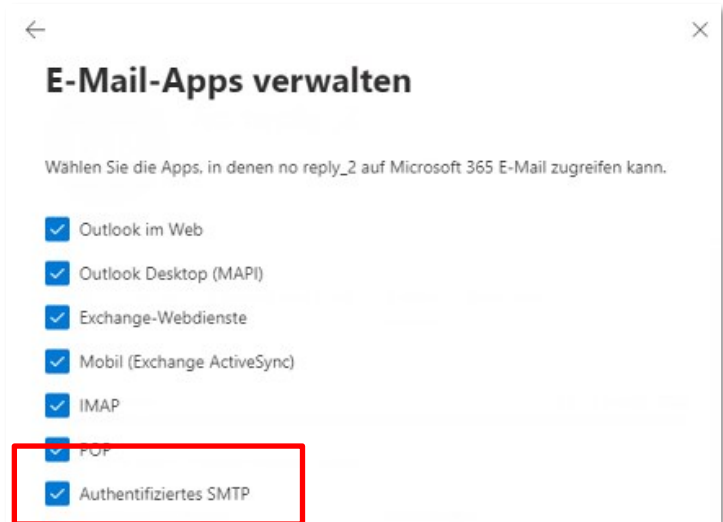 E-Mail-Apps verwalten
Wählen Sie die Apps, in denen no reply_2 auf Microsoft 365 E-Mail zugreifen kann.
Outlook im Web
Outlook Desktop (MAPI)
Exchange-Webdienste
Mobil (Exchange ActiveSync)
IMAP
POP
Authentifiziertes SMTP